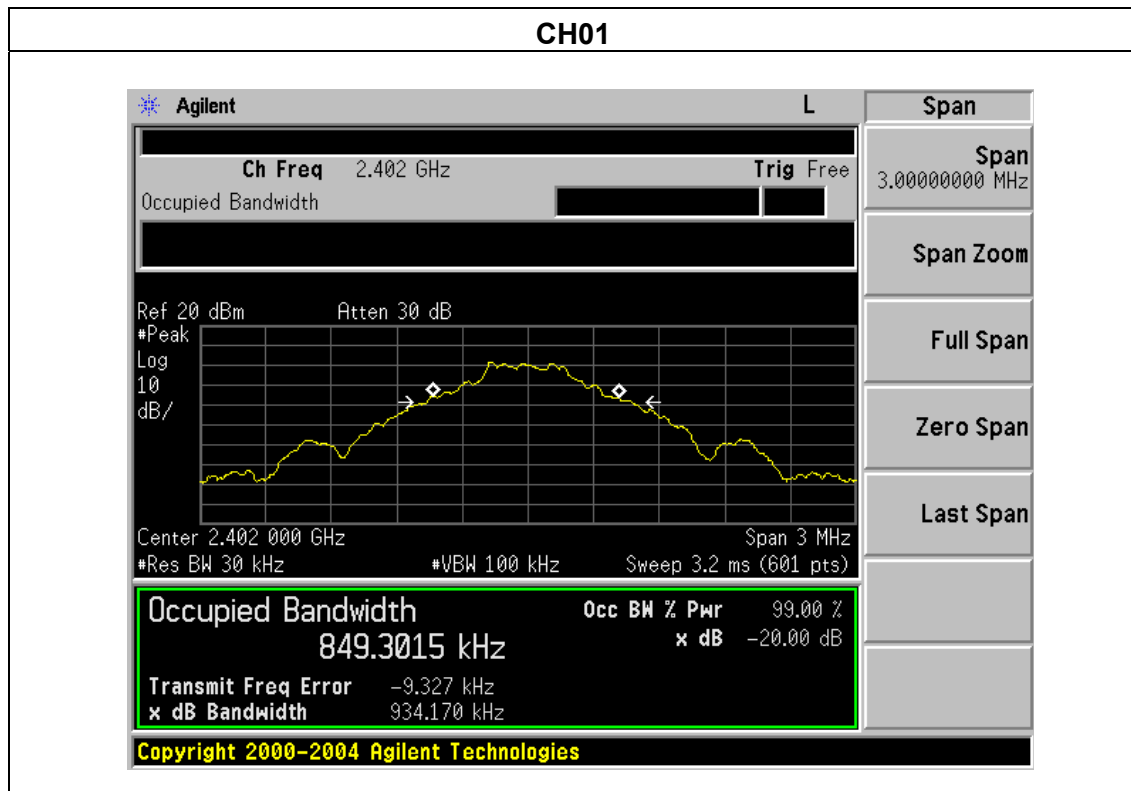 CH01
Agilent L Span
Ch Freq 2.402 GHz Trig Free
Occupied Bandwidth
Span
3.00000000 MHz
Span Zoom
Full Span
Zero Span
Last Span
Ref 20 dBm Atten 30 dB
#Peak
Log
10
dB/
Center 2.402 000 GHz Span 3 MHz
#Res BW 30 kHz #VBW 100 kHz Sweep 3.2 ms (601 pts)
Occupied Bandwidth Occ BW % Pwr 99.00 %
849.3015 kHz x dB -20.00 dB
Transmit Freq Error -9.327 kHz
x dB Bandwidth 934.170 kHz
Copyright 2000-2004 Agilent Technologies